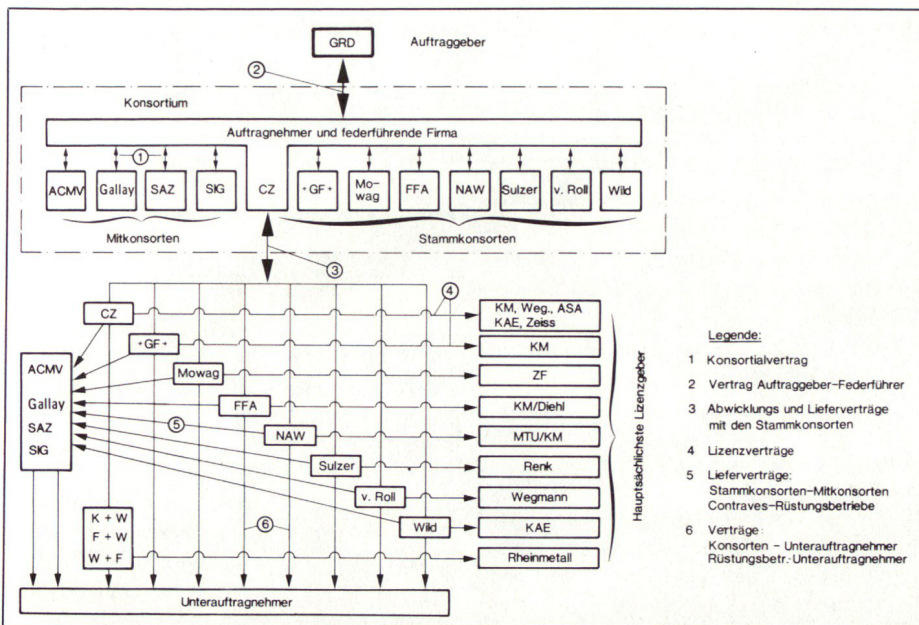 GRD
Auftraggeber
2
Konsortium
Auftragnehmer und federführende Firma
1
ACMV
Gallay
SAZ
SIG
CZ
+GF+
Mo-
wag
FFA
NAW
Sulzer
v. Roll
Wild
Mitkonsorten
Stammkonsorten
3
4
CZ
+GF+
Mowag
FFA
NAW
Sulzer
v. Roll
Wild
ACMV
Gallay
SAZ
SIG
5
6
K + W
F + W
W + F
Unterauftragnehmer
KM, Weg., ASA
KAE, Zeiss
KM
ZF
KM/Diehl
MTU/KM
Renk
Wegmann
KAE
Rheinmetall
Hauptsächlichste Lizenzgeber
Legende:
1 Konsortialvertrag
2 Vertrag Auftraggeber-Federführer
3 Abwicklungs und Lieferverträge
mit den Stammkonsorten
4 Lizenzverträge
5 Lieferverträge:
Stammkonsorten-Mitkonsorten
Contraves-Rüstungsbetriebe
6 Verträge:
Konsorten - Unterauftragnehmer
Rüstungsbetr.-Unterauftragnehmer